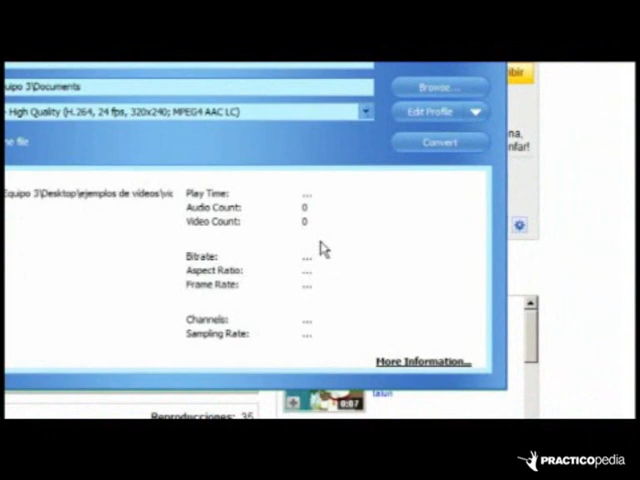 uipo 3\Documents
Browse...
High Quality (H.264, 24 fps, 320x240; MPEG4 AAC LC)
Edit Profile
Convert
ne file
Equipo 3\Desktop\ejemplos de vídeos\vic
Play Time: ...
Audio Count: 0
Video Count: 0
Bitrate: ...
Aspect Ratio: ...
Frame Rate: ...
Channels: ...
Sampling Rate: ...
More Information...
ibir
na,
nfar!
0:07
Reproducciones: 35
PRACTICOpedia